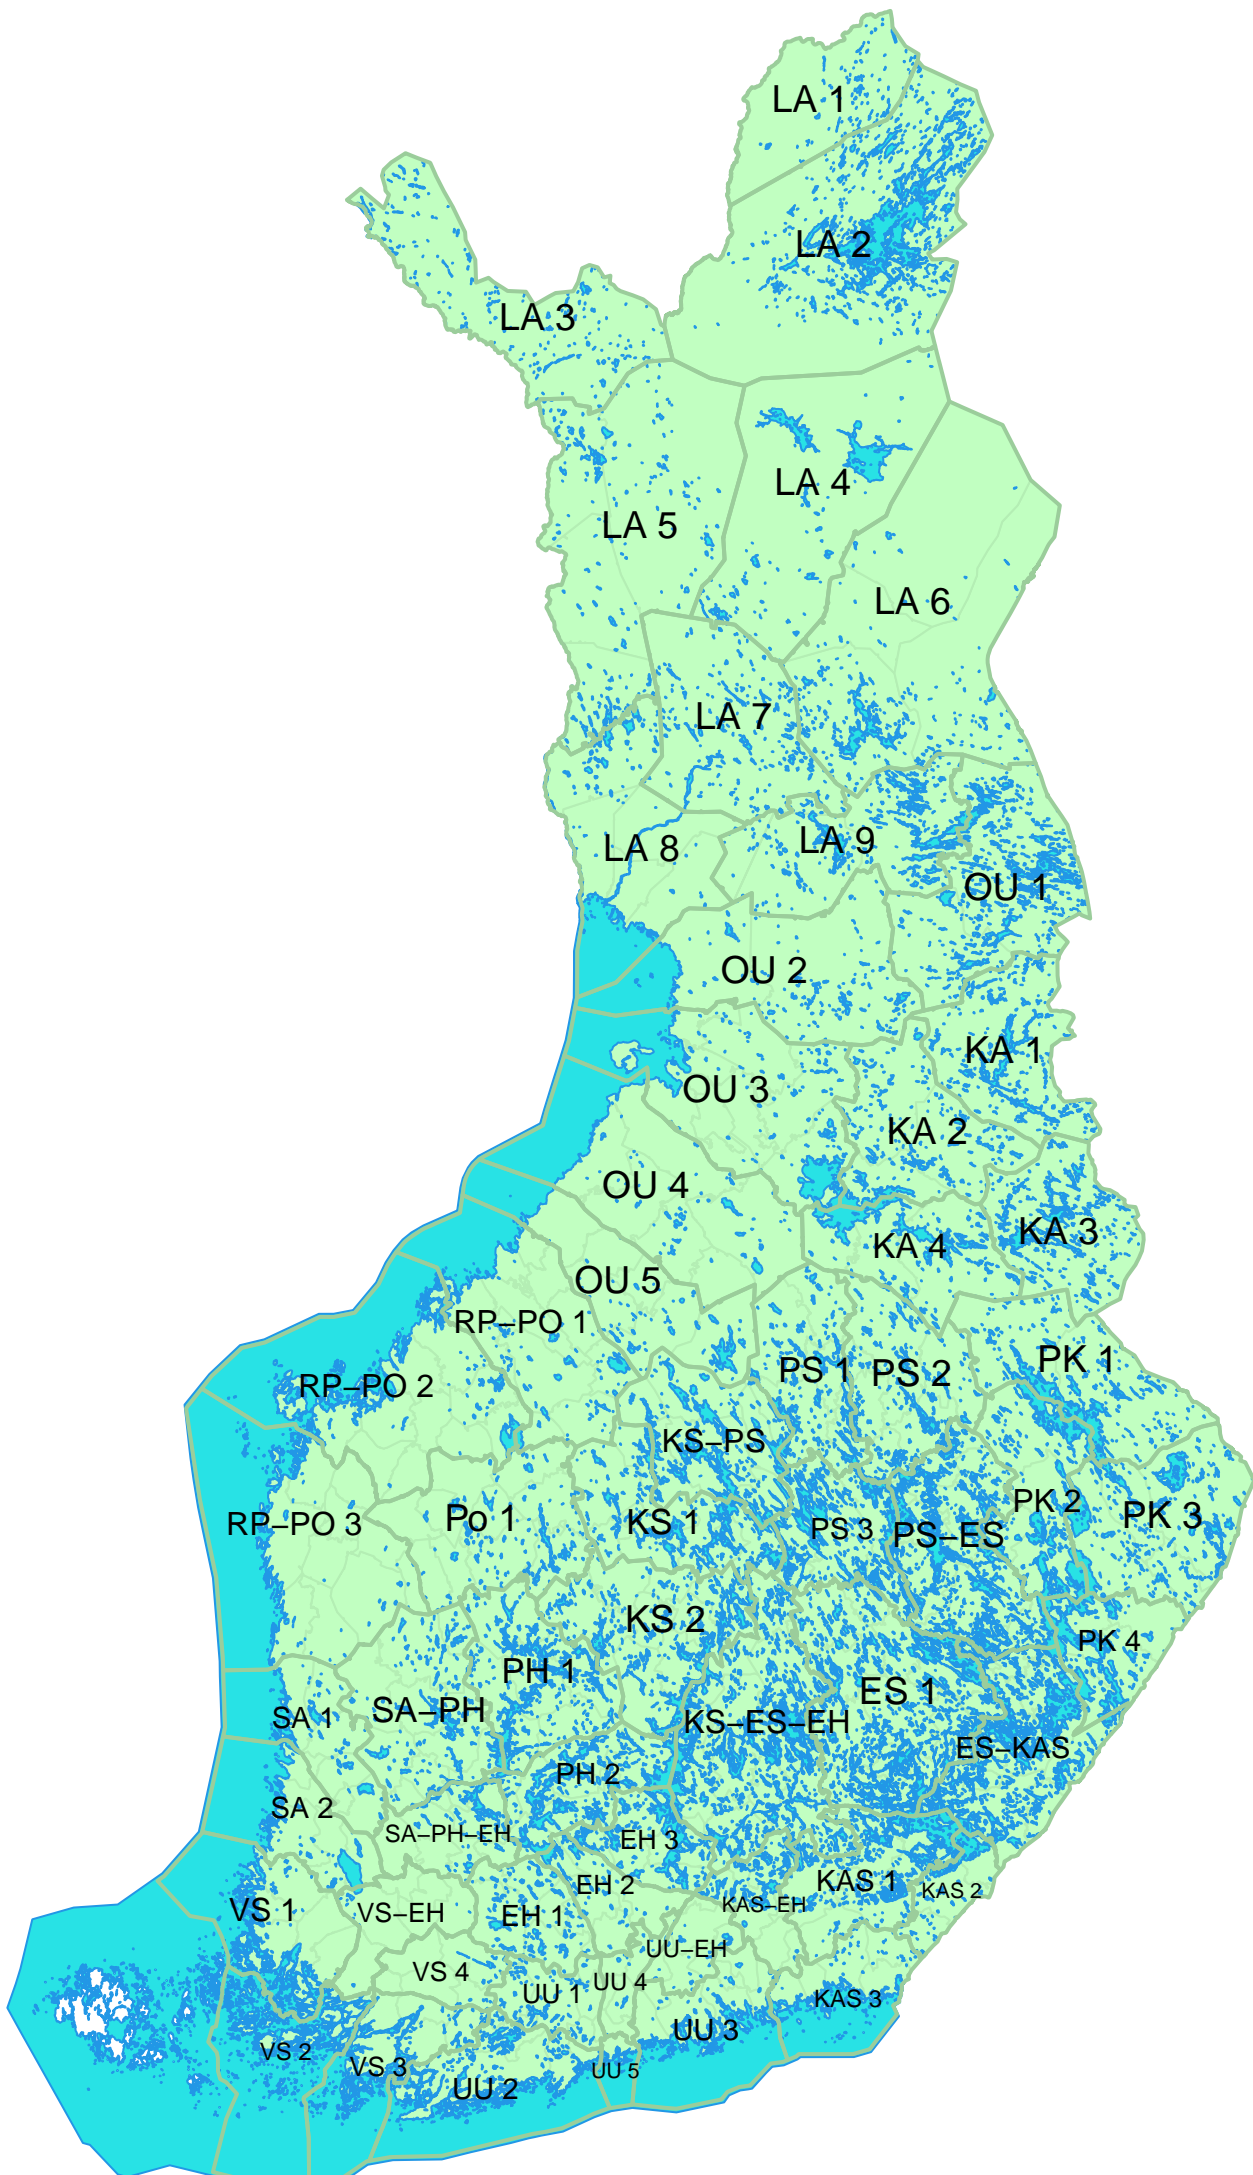 LA 1
LA 2
LA 3
LA 4
LA 5
LA 6
LA 7
LA 8
LA 9
OU 1
OU 2
KA 1
OU 3
KA 2
OU 4
KA 3
KA 4
OU 5
RP–PO 1
PK 1
PS 1
PS 2
RP–PO 2
KS–PS
PK 2
PK 3
Po 1
KS 1
RP–PO 3
PS 3
PS–ES
KS 2
PK 4
PH 1
ES 1
SA–PH
SA 1
KS–ES–EH
ES–KAS
PH 2
SA 2
SA–PH–EH
EH 3
KAS 1
EH 2
KAS 2
KAS–EH
VS 1
VS–EH
EH 1
UU–EH
VS 4
UU 4
UU 1
KAS 3
UU 3
VS 2
VS 3
UU 5
UU 2